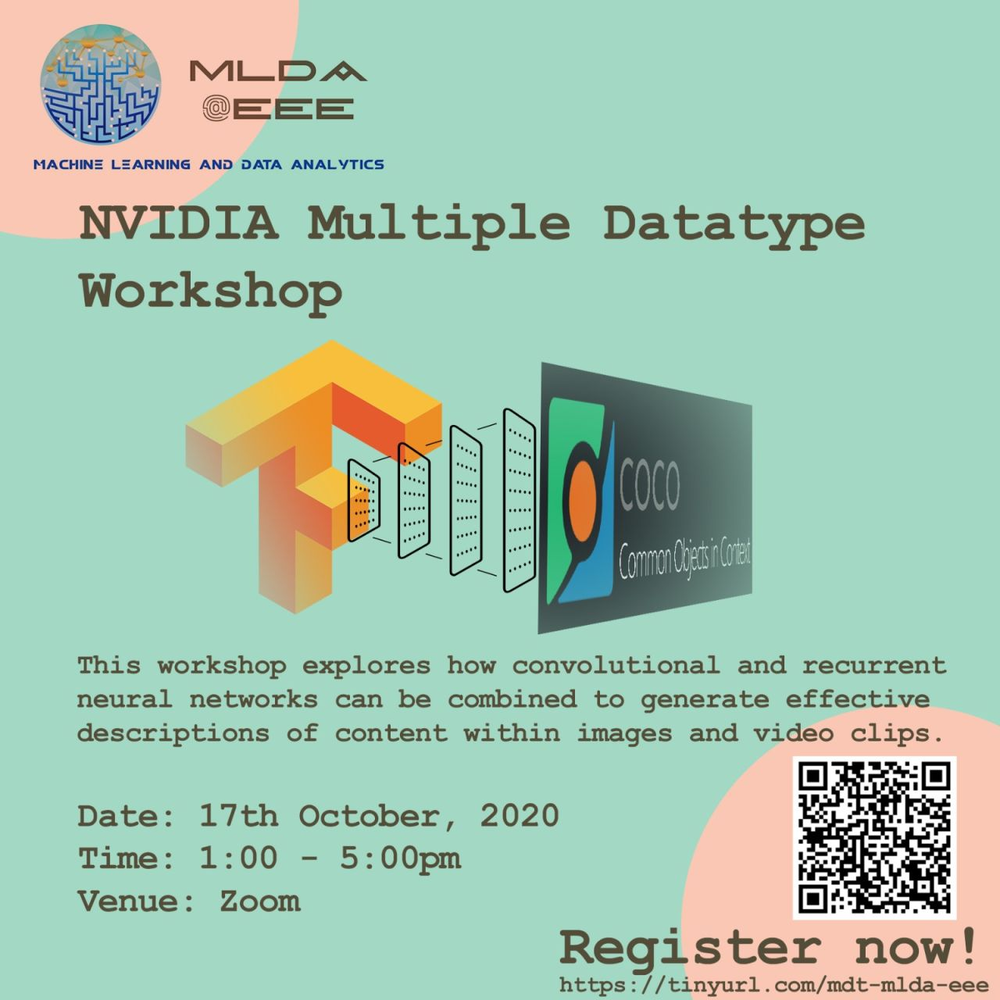 MLDA
@EEE
MACHINE LEARNING AND DATA ANALYTICS
NVIDIA Multiple Datatype
Workshop
COCO
Common Objects in Context
This workshop explores how convolutional and recurrent
neural networks can be combined to generate effective
descriptions of content within images and video clips.
Date: 17th October, 2020
Time: 1:00 - 5:00pm
Venue: Zoom
Register now!
https://tinyurl.com/mdt-mlda-eee